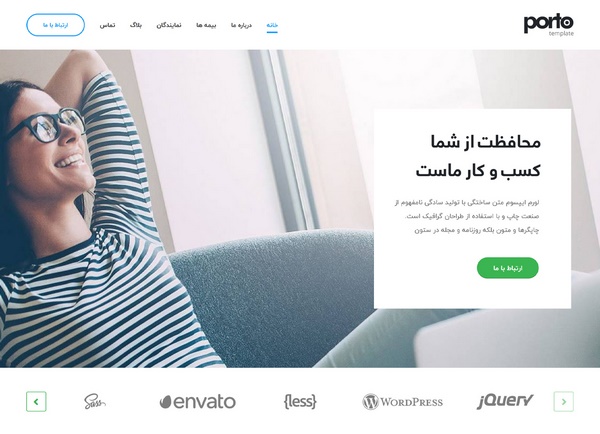 porto
template
خانه
درباره ما
بیمه ها
نمایندگان
بلاگ
تماس
ارتباط با ما
محافظت از شما
کسب و کار ماست
لورم ایپسوم متن ساختگی با تولید سادگی نامفهوم از
صنعت چاپ و با استفاده از طراحان گرافیک است.
چاپگرها و متون بلکه روزنامه و مجله در ستون
ارتباط با ما
Sass
envato
{less}
WORDPRESS
jQuery